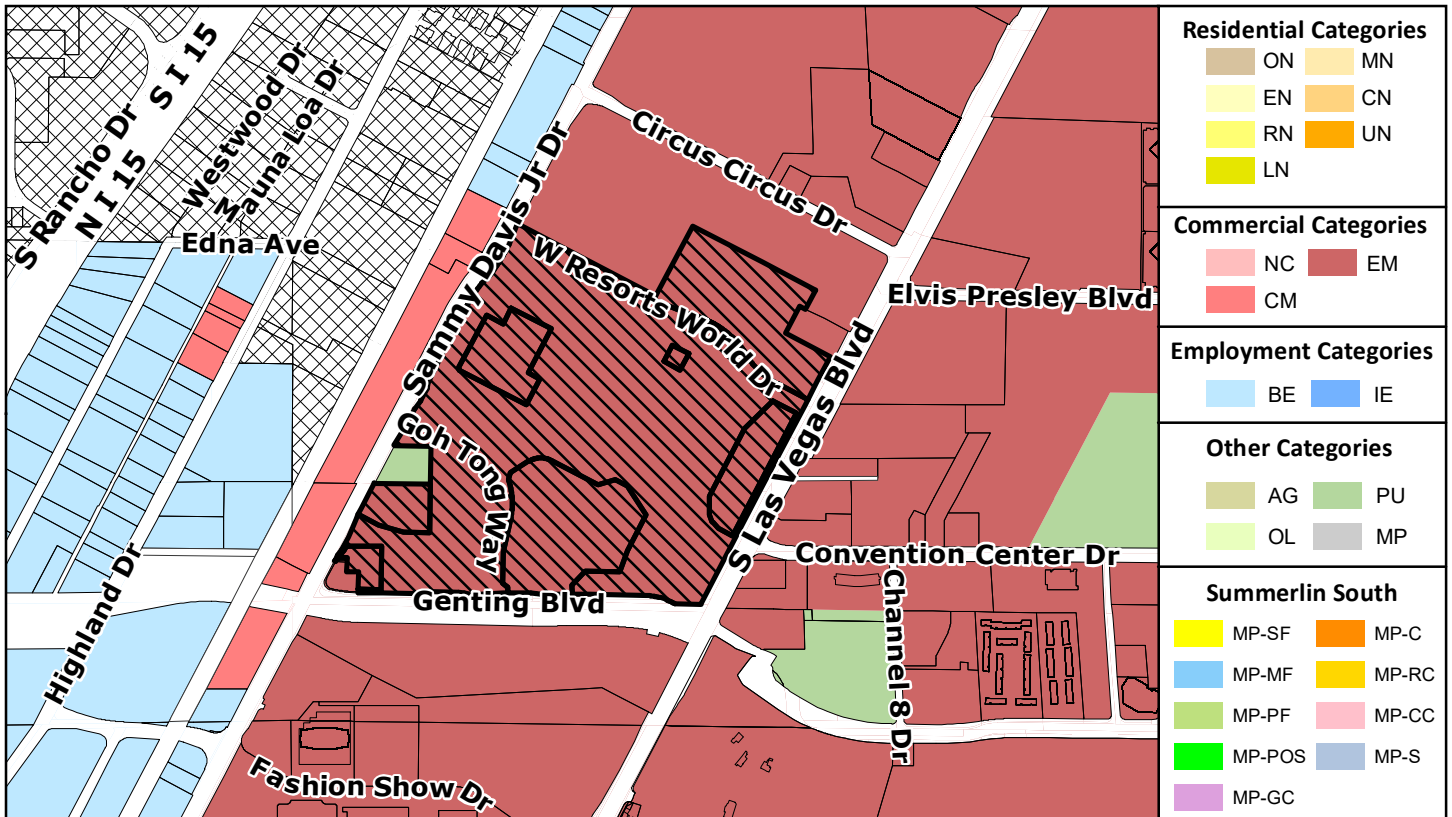 S I 15
S Rancho Dr
N I 15
Westwood Dr
Mauna Loa Dr
Edna Ave
Sammy Davis Jr Dr
Circus Circus Dr
W Resorts World Dr
Elvis Presley Blvd
S Las Vegas Blvd
Goh Tong Way
Convention Center Dr
Channel 8 Dr
Genting Blvd
Highland Dr
Fashion Show Dr
Residential Categories
ON MN
EN CN
RN UN
LN
Commercial Categories
NC EM
CM
Employment Categories
BE IE
Other Categories
AG PU
OL MP
Summerlin South
MP-SF MP-C
MP-MF MP-RC
MP-PF MP-CC
MP-POS MP-S
MP-GC